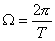 Ω = 2π / T